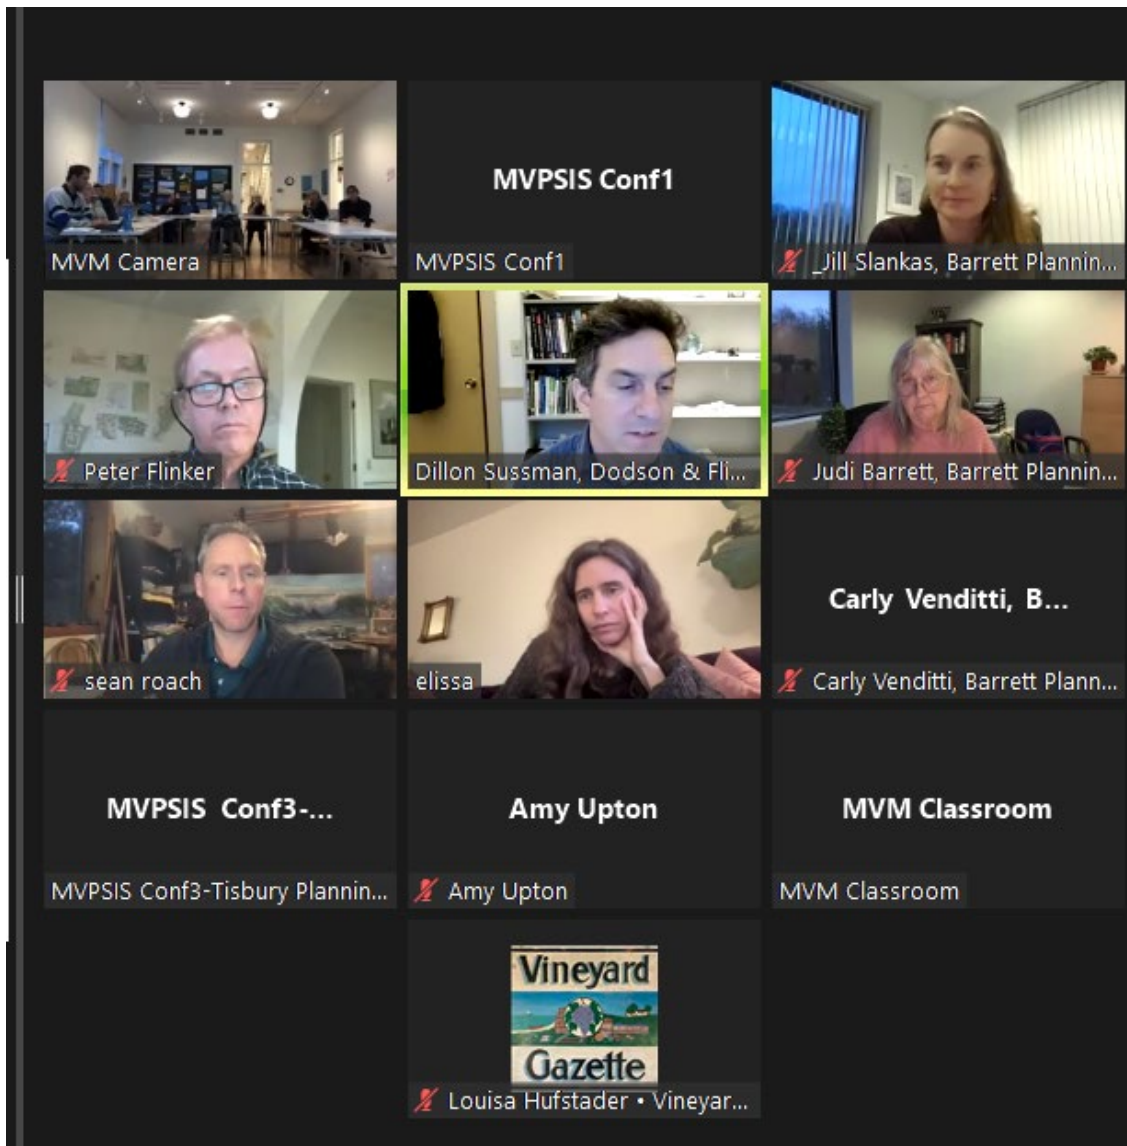 MVM Camera
MVPSIS Conf1
MVPSIS Conf1
_Jill Slankas, Barrett Plannin...
Peter Flinker
Dillon Sussman, Dodson & Fli...
Judi Barrett, Barrett Plannin...
sean roach
elissa
Carly Venditti, B...
Carly Venditti, Barrett Plann...
MVPSIS Conf3-...
MVPSIS Conf3-Tisbury Plannin...
Amy Upton
Amy Upton
MVM Classroom
MVM Classroom
Vineyard
Gazette
Louisa Hufstader • Vineyar...